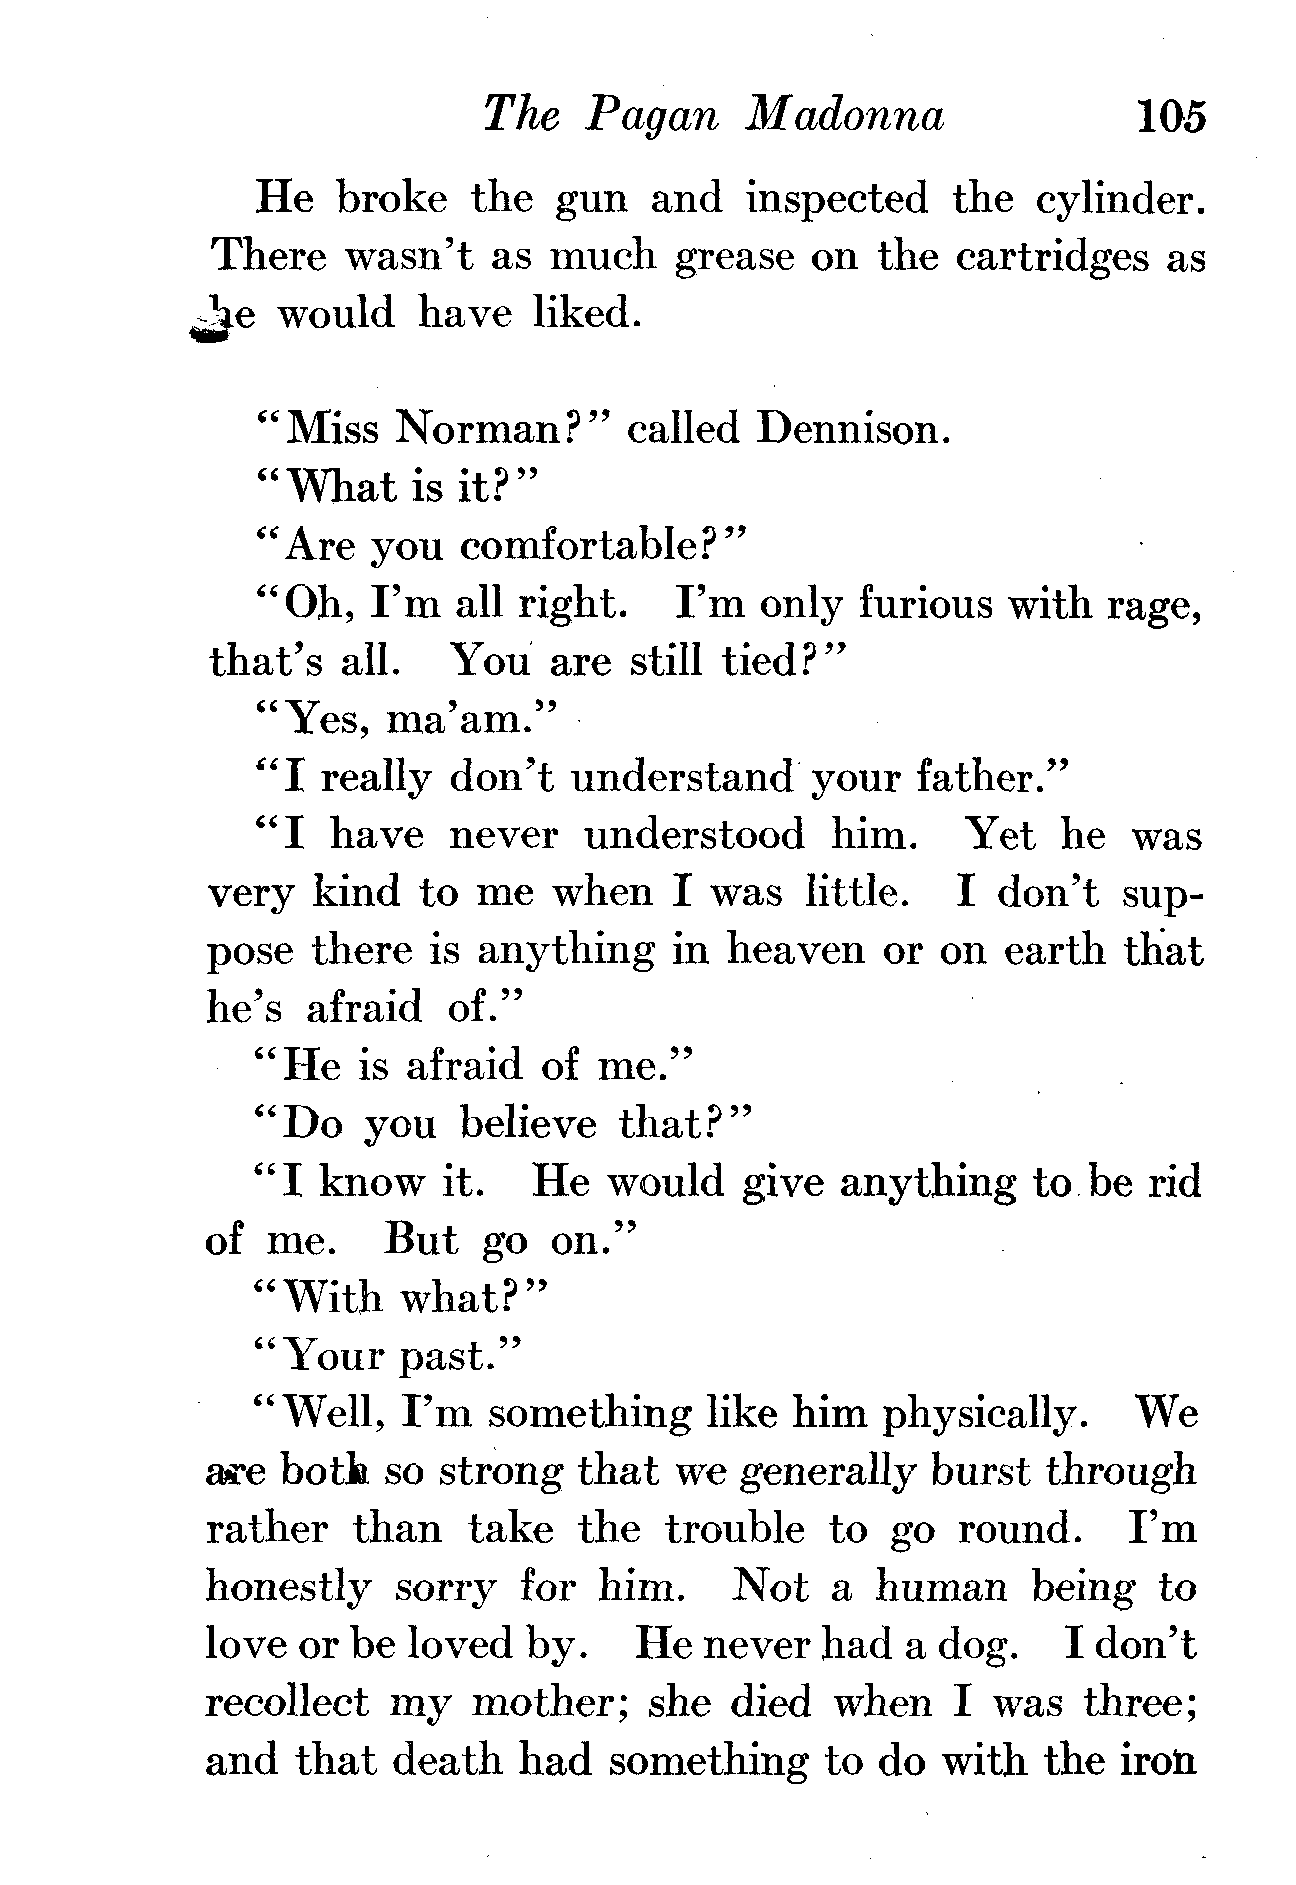 The Pagan Madonna 105
He broke the gun and inspected the cylinder.
There wasn't as much grease on the cartridges as
he would have liked.
"Miss Norman?" called Dennison.
"What is it?"
"Are you comfortable?"
"Oh, I'm all right. I'm only furious with rage,
that's all. You are still tied?"
"Yes, ma'am."
"I really don't understand your father."
"I have never understood him. Yet he was
very kind to me when I was little. I don't sup-
pose there is anything in heaven or on earth that
he's afraid of."
"He is afraid of me."
"Do you believe that?"
"I know it. He would give anything to be rid
of me. But go on."
"With what?"
"Your past."
"Well, I'm something like him physically. We
are both so strong that we generally burst through
rather than take the trouble to go round. I'm
honestly sorry for him. Not a human being to
love or be loved by. He never had a dog. I don't
recollect my mother; she died when I was three;
and that death had something to do with the iron